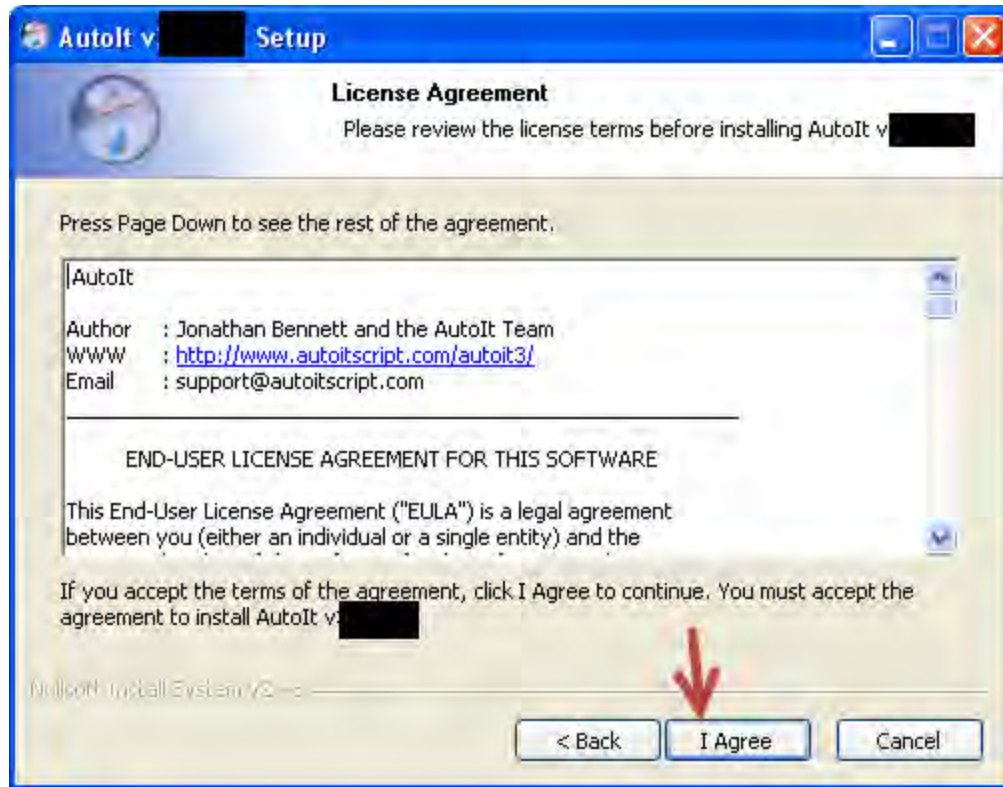 AutoIt v Setup
License Agreement
Please review the license terms before installing AutoIt v
Press Page Down to see the rest of the agreement.
AutoIt
Author : Jonathan Bennett and the AutoIt Team
WWW : http://www.autoitscript.com/autoit3/
Email : support@autoitscript.com
END-USER LICENSE AGREEMENT FOR THIS SOFTWARE
This End-User License Agreement ("EULA") is a legal agreement
between you (either an individual or a single entity) and the
If you accept the terms of the agreement, click I Agree to continue. You must accept the
agreement to install AutoIt v
Nullsoft Install System
< Back I Agree Cancel